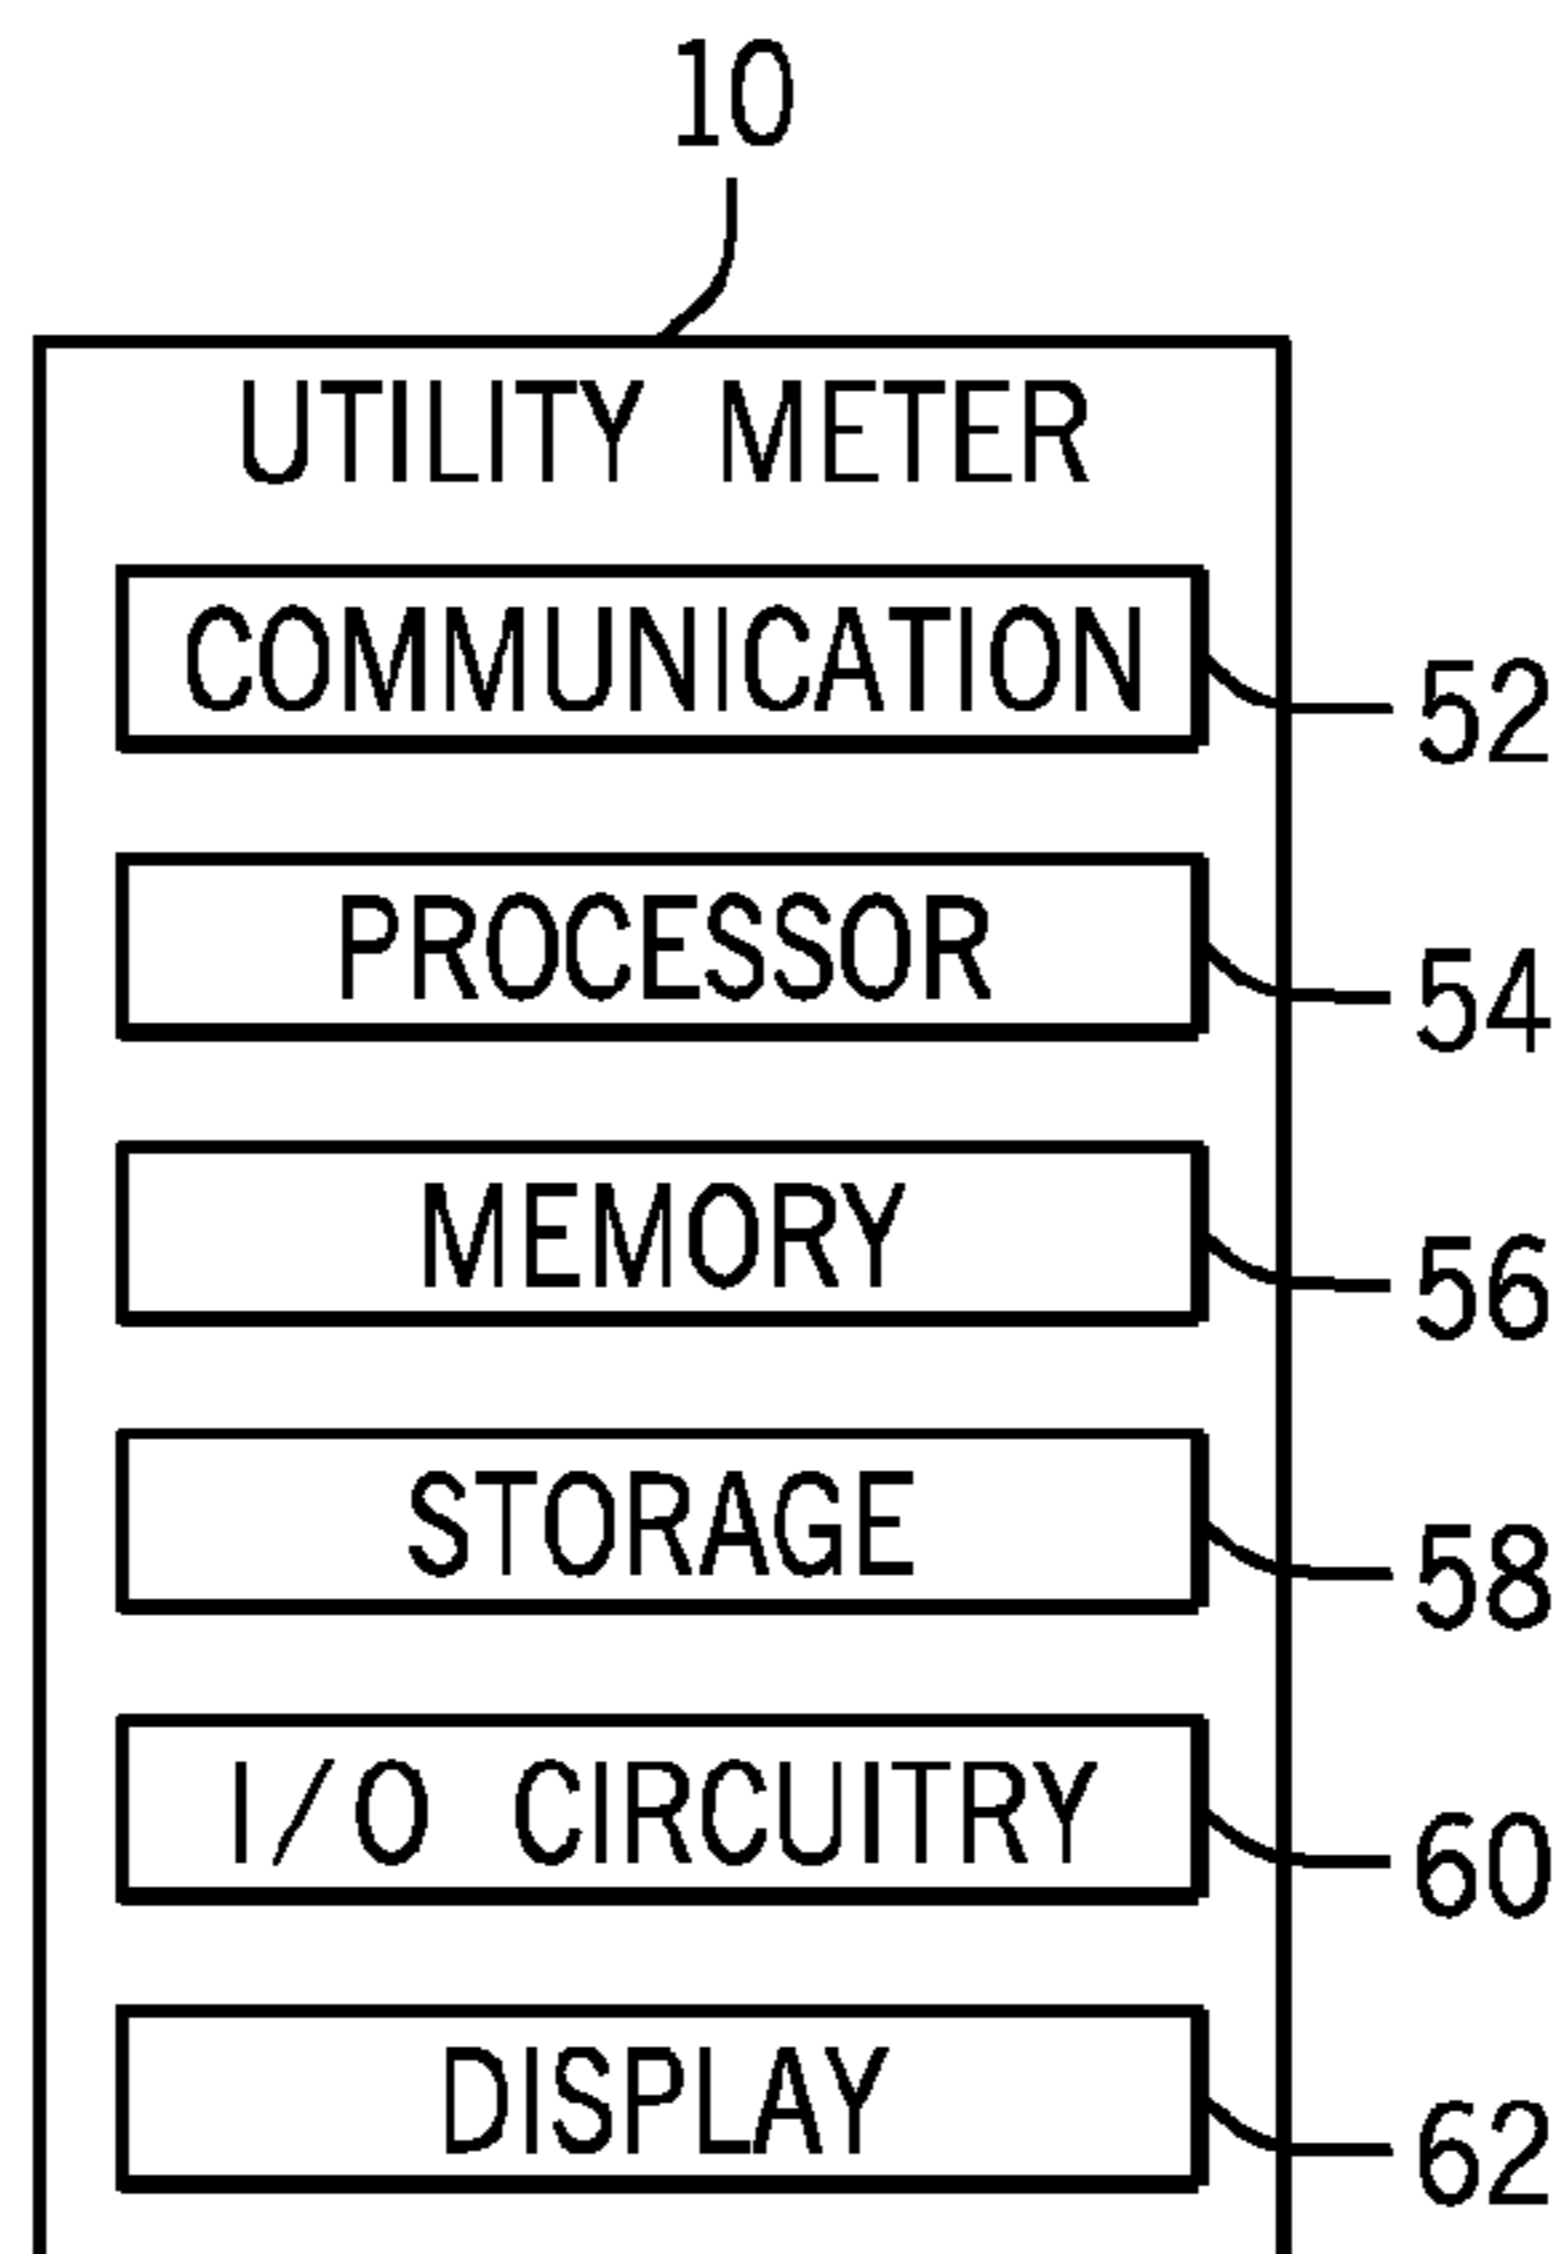 10
UTILITY METER
COMMUNICATION
52
PROCESSOR
54
MEMORY
56
STORAGE
58
I/O CIRCUITRY
60
DISPLAY
62